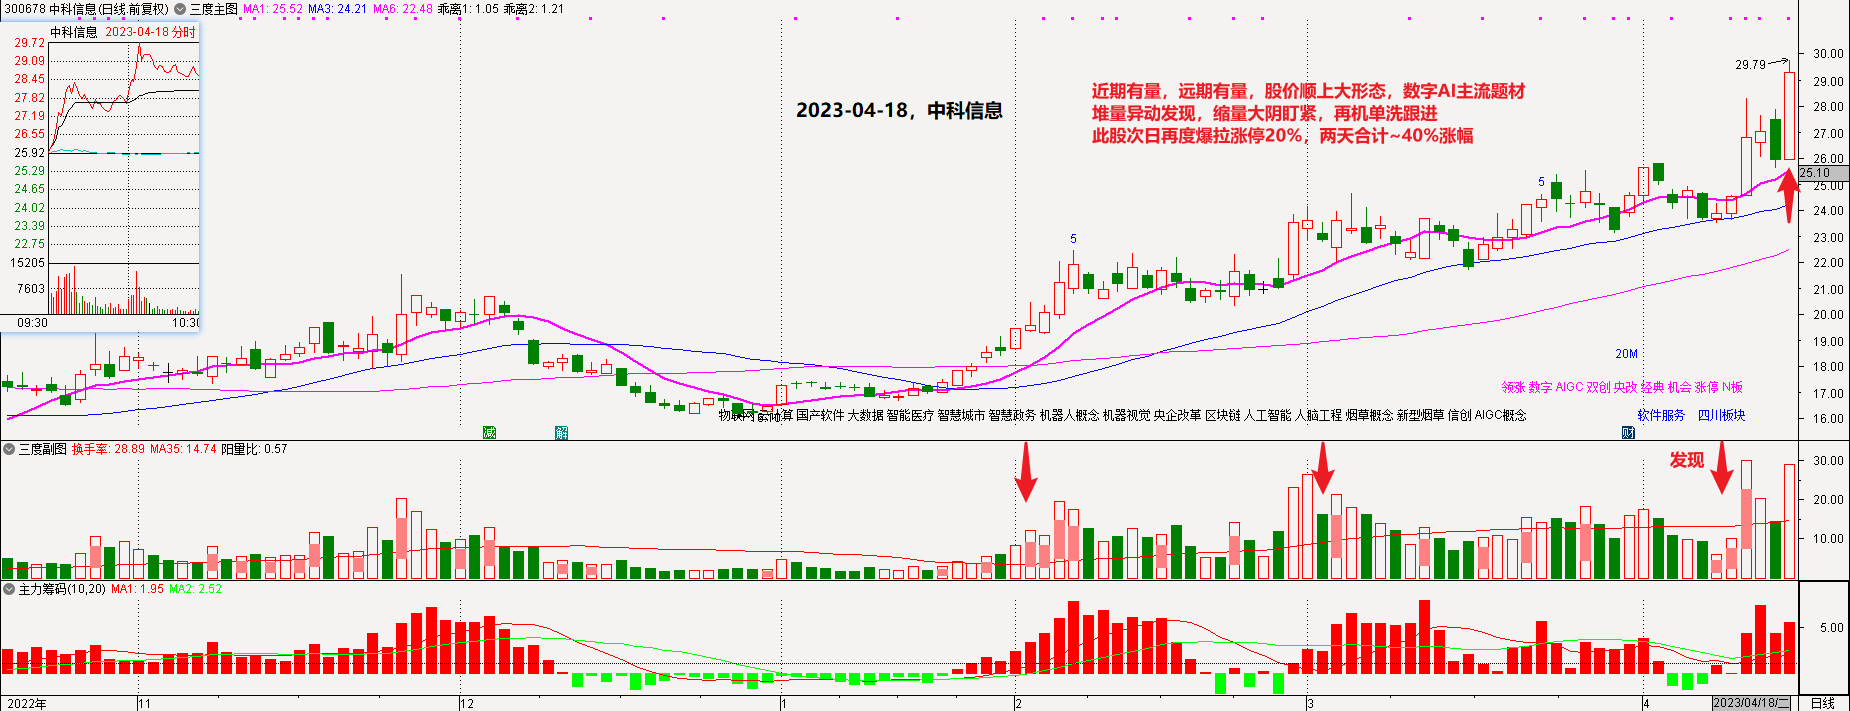 300678 中科信息(日线.前复权) 三度主图 MA1: 25.52 MA3: 24.21 MA6: 22.48 乖离1: 1.05 乖离2: 1.21
中科信息 2023-04-18 分时
29.72
29.09
28.45
27.82
27.19
26.55
25.92
25.29
24.65
24.02
23.39
22.75
15205
7603
09:30 10:30
2023-04-18，中科信息
近期有量，远期有量，股价顺上大形态，数字AI主流题材
堆量异动发现，缩量大阴盯紧，再机单洗跟进
此股次日再度爆拉涨停20%，两天合计~40%涨幅
29.79
5
5
30.00
29.00
28.00
27.00
26.00
25.10
25.00
24.00
23.00
22.00
21.00
20.00
19.00
18.00
17.00
16.00
20M
领涨 数字 AIGC 双创 央改 经典 机会 涨停 N板
国产软件 大数据 智能医疗 智慧城市 智慧政务 机器人概念 机器视觉 央企改革 区块链 人工智能 人脑工程 烟草概念 新型烟草 信创 AIGC概念
软件服务 四川板块
减 解 财
三度副图 换手率: 28.89 MA35: 14.74 阳量比: 0.57
发现
30.00
20.00
10.00
主力筹码(10,20) MA1: 1.95 MA2: 2.52
5.00
2022年 11 12 1 2 3 4 2023/04/18/二 日线